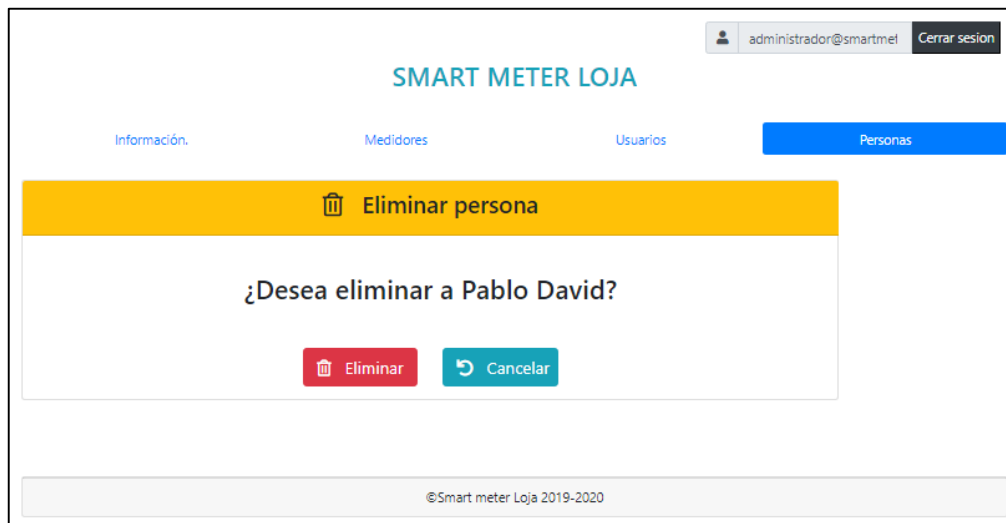 administrador@smartmet Cerrar sesion
SMART METER LOJA
Información. Medidores Usuarios Personas
Eliminar persona
¿Desea eliminar a Pablo David?
Eliminar Cancelar
©Smart meter Loja 2019-2020